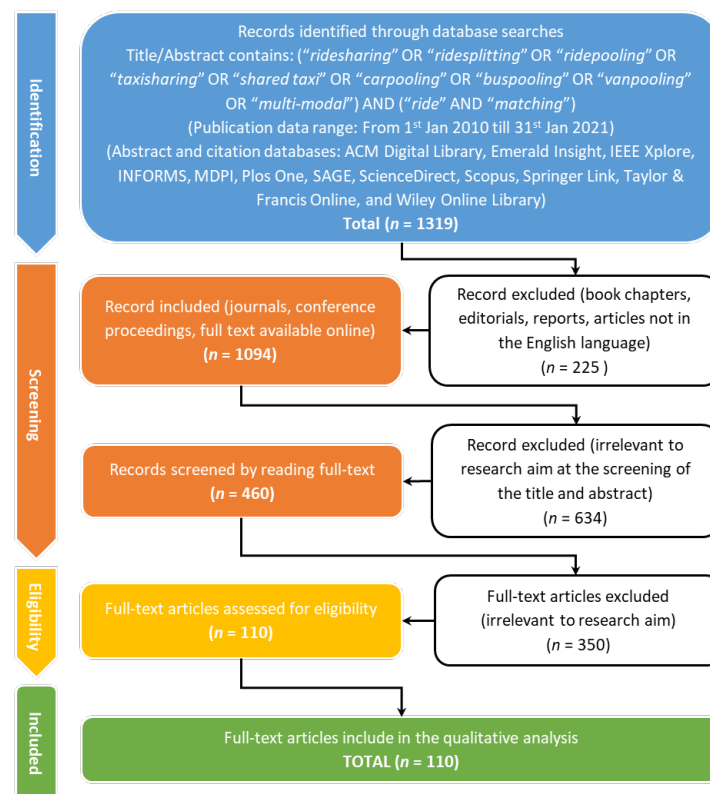 Identification
Records identified through database searches
Title/Abstract contains: (“ridesharing” OR “ridesplitting” OR “ridepooling” OR
“taxisharing” OR “shared taxi” OR “carpooling” OR “buspooling” OR “vanpooling”
OR “multi-modal”) AND (“ride” AND “matching”)
(Publication data range: From 1st Jan 2010 till 31st Jan 2021)
(Abstract and citation databases: ACM Digital Library, Emerald Insight, IEEE Xplore,
INFORMS, MDPI, Plos One, SAGE, ScienceDirect, Scopus, Springer Link, Taylor &
Francis Online, and Wiley Online Library)
Total (n = 1319)
Screening
Record included (journals, conference
proceedings, full text available online)
(n = 1094)
Record excluded (book chapters,
editorials, reports, articles not in
the English language)
(n = 225 )
Records screened by reading full-text
(n = 460)
Record excluded (irrelevant to
research aim at the screening of
the title and abstract)
(n = 634)
Eligibility
Full-text articles assessed for eligibility
(n = 110)
Full-text articles excluded
(irrelevant to research aim)
(n = 350)
Included
Full-text articles include in the qualitative analysis
TOTAL (n = 110)